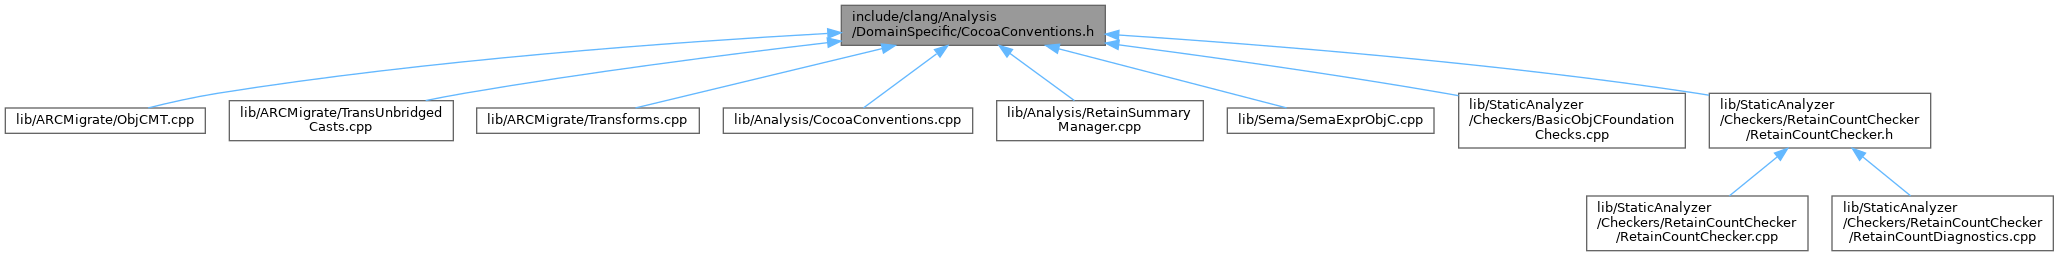 include/clang/Analysis
/DomainSpecific/CocoaConventions.h
lib/ARCMigrate/ObjCMT.cpp
lib/ARCMigrate/TransUnbridged
Casts.cpp
lib/ARCMigrate/Transforms.cpp
lib/Analysis/CocoaConventions.cpp
lib/Analysis/RetainSummary
Manager.cpp
lib/Sema/SemaExprObjC.cpp
lib/StaticAnalyzer
/Checkers/BasicObjCFoundation
Checks.cpp
lib/StaticAnalyzer
/Checkers/RetainCountChecker
/RetainCountChecker.h
lib/StaticAnalyzer
/Checkers/RetainCountChecker
/RetainCountChecker.cpp
lib/StaticAnalyzer
/Checkers/RetainCountChecker
/RetainCountDiagnostics.cpp